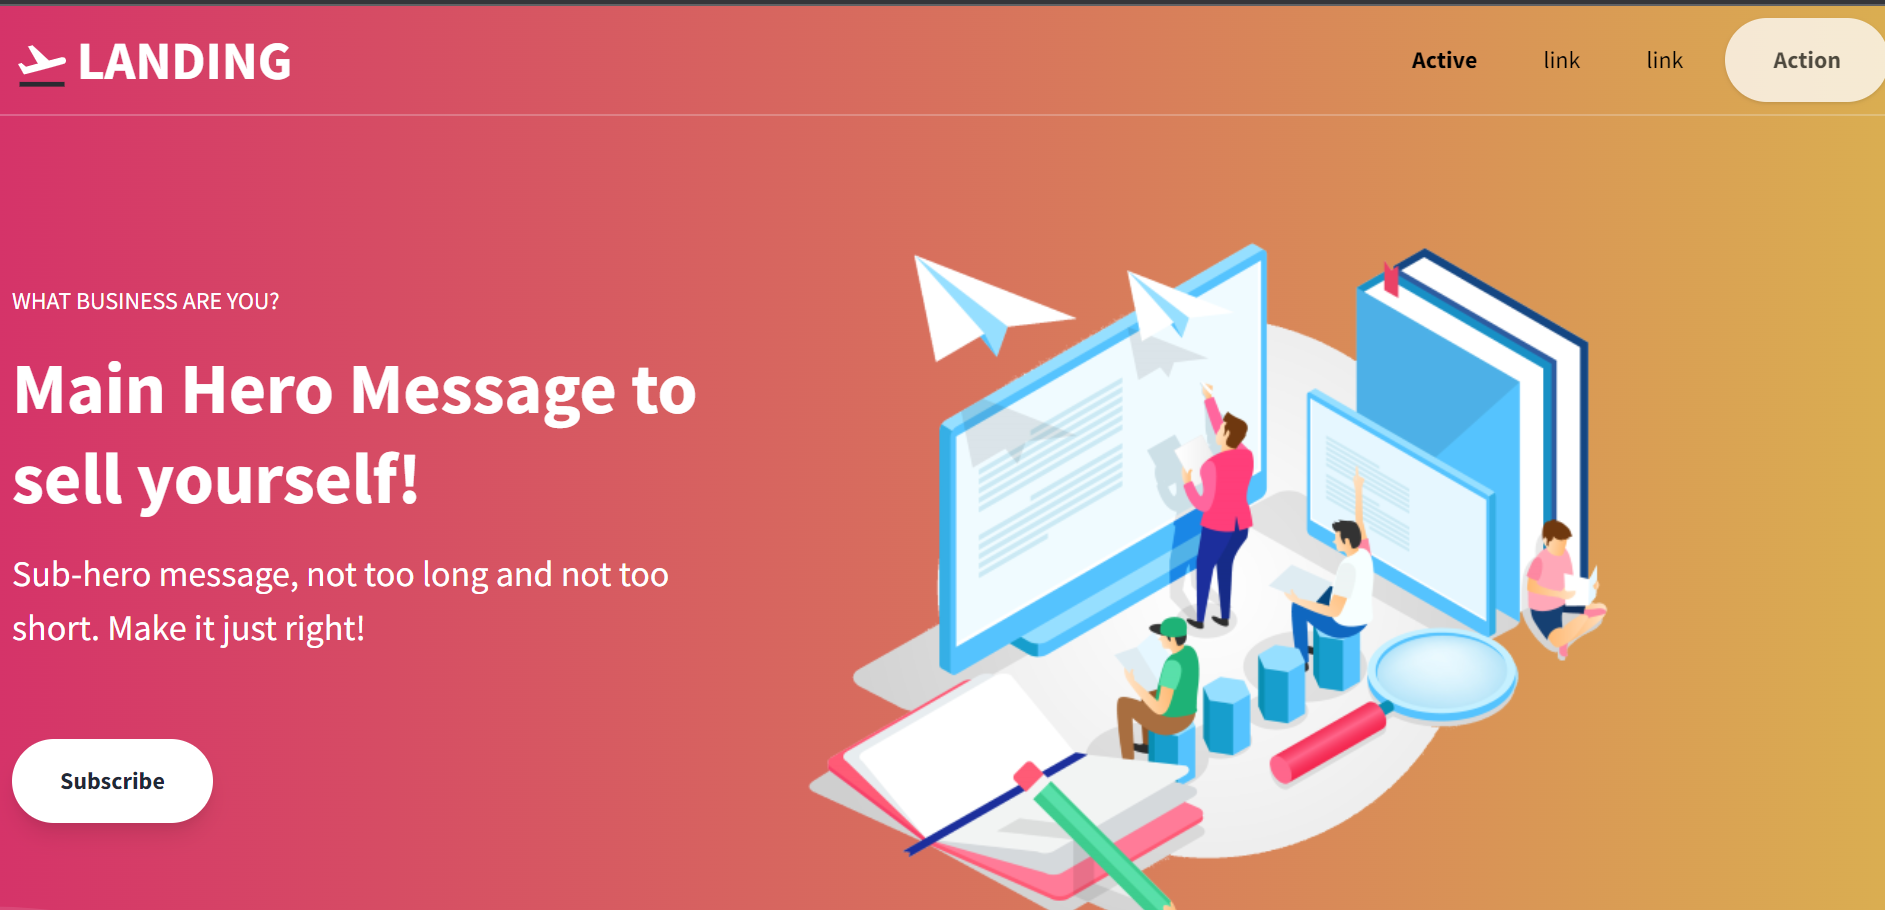 LANDING
Active
link
link
Action
WHAT BUSINESS ARE YOU?
Main Hero Message to
sell yourself!
Sub-hero message, not too long and not too
short. Make it just right!
Subscribe